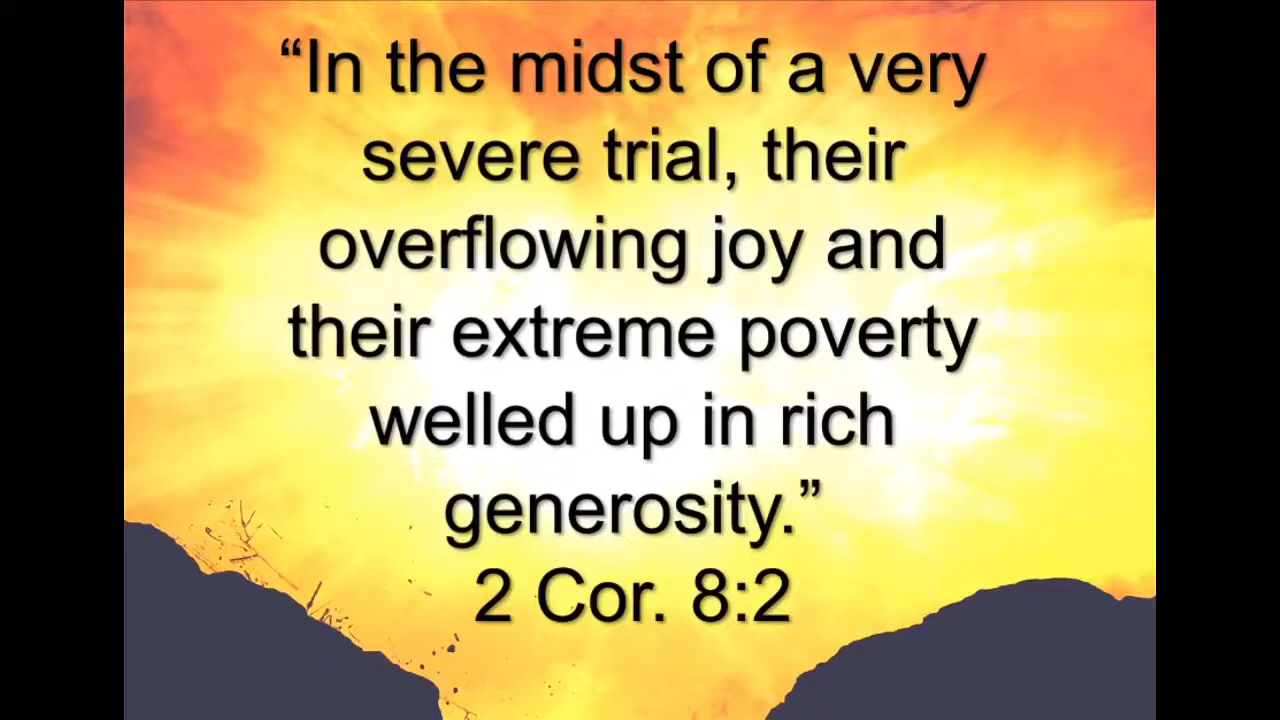 “In the midst of a very
severe trial, their
overflowing joy and
their extreme poverty
welled up in rich
generosity.”
2 Cor. 8:2